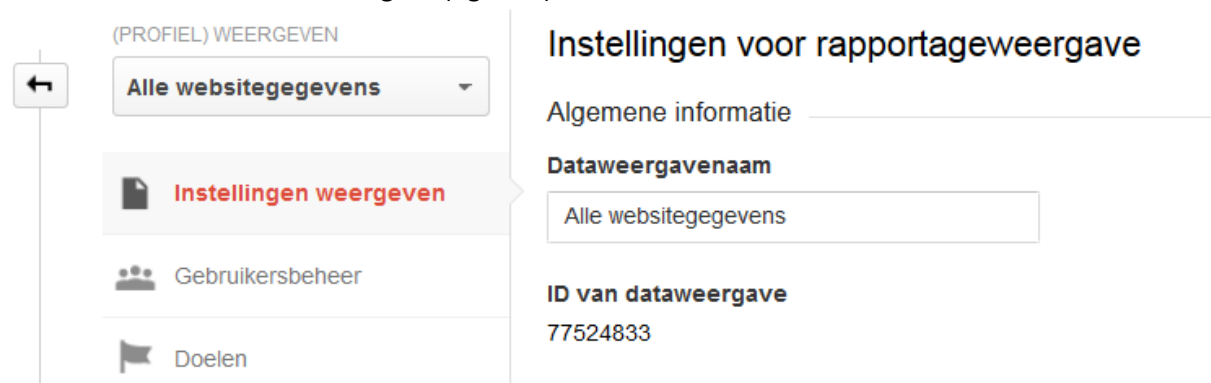 (PROFIEL) WEERGEVEN
Alle websitegegevens
Instellingen weergeven
Gebruikersbeheer
Doelen
Instellingen voor rapportageweergave
Algemene informatie
Dataweergavenaam
Alle websitegegevens
ID van dataweergave
77524833